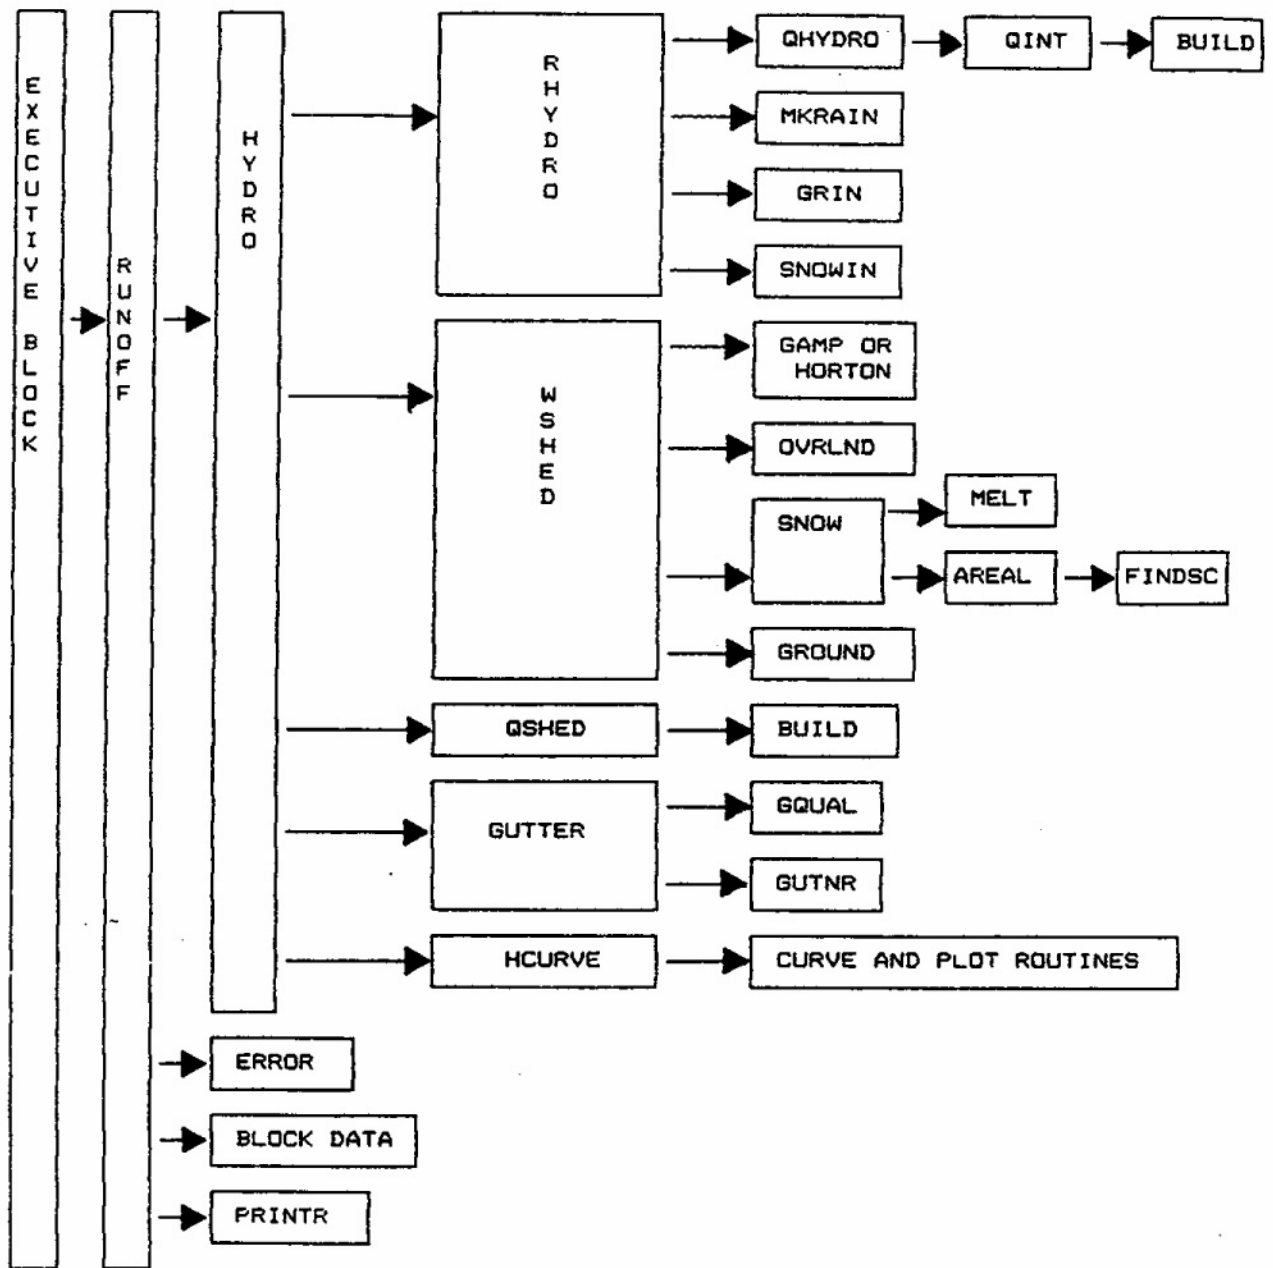 EXECUTIVE BLOCK
RUNOFF
HYDRO
RHYDRO
QHYDRO
QINT
BUILD
MKRAIN
GRIN
SNOWIN
WSHED
GAMP OR
HORTON
OVRLND
SNOW
MELT
AREAL
FINDSC
GROUND
QSHED
BUILD
GUTTER
GQUAL
GUTNR
HCURVE
CURVE AND PLOT ROUTINES
ERROR
BLOCK DATA
PRINTR